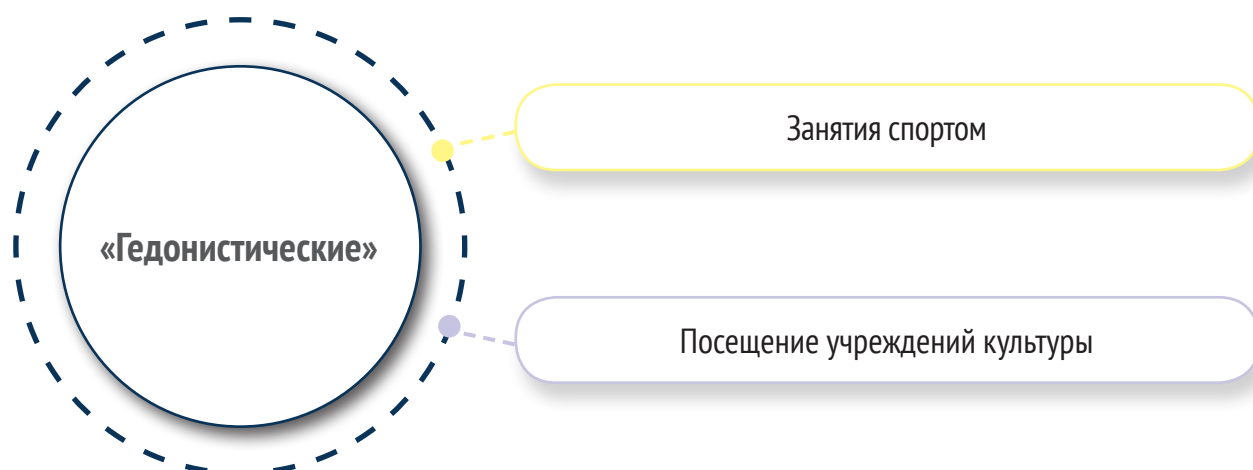 Занятия спортом
«Гедонистические»
Посещение учреждений культуры